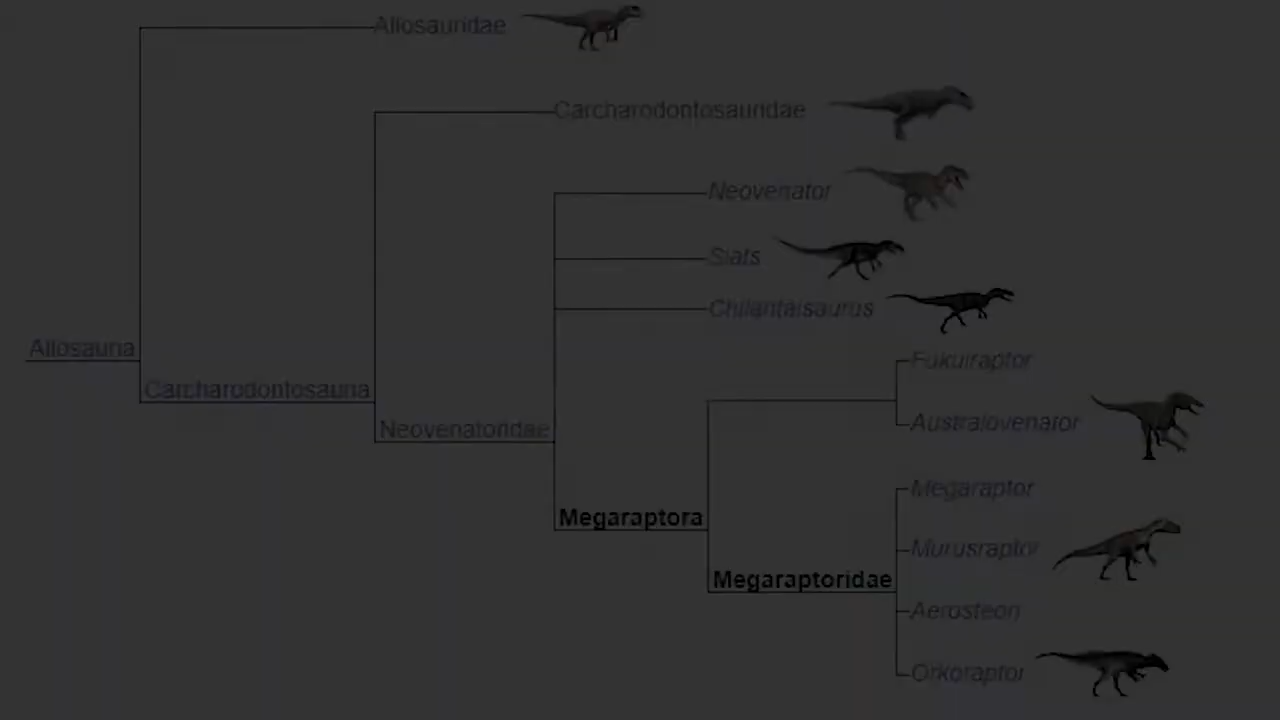 Allosauridae
Carcharodontosauridae
Neovenator
Siats
Chilantaisaurus
Allosauria
Fukuiraptor
Carcharodontosauria
Australovenator
Neovenatoridae
Megaraptor
Megaraptora
Murusraptor
Megaraptoridae
Aerosteon
Orkoraptor